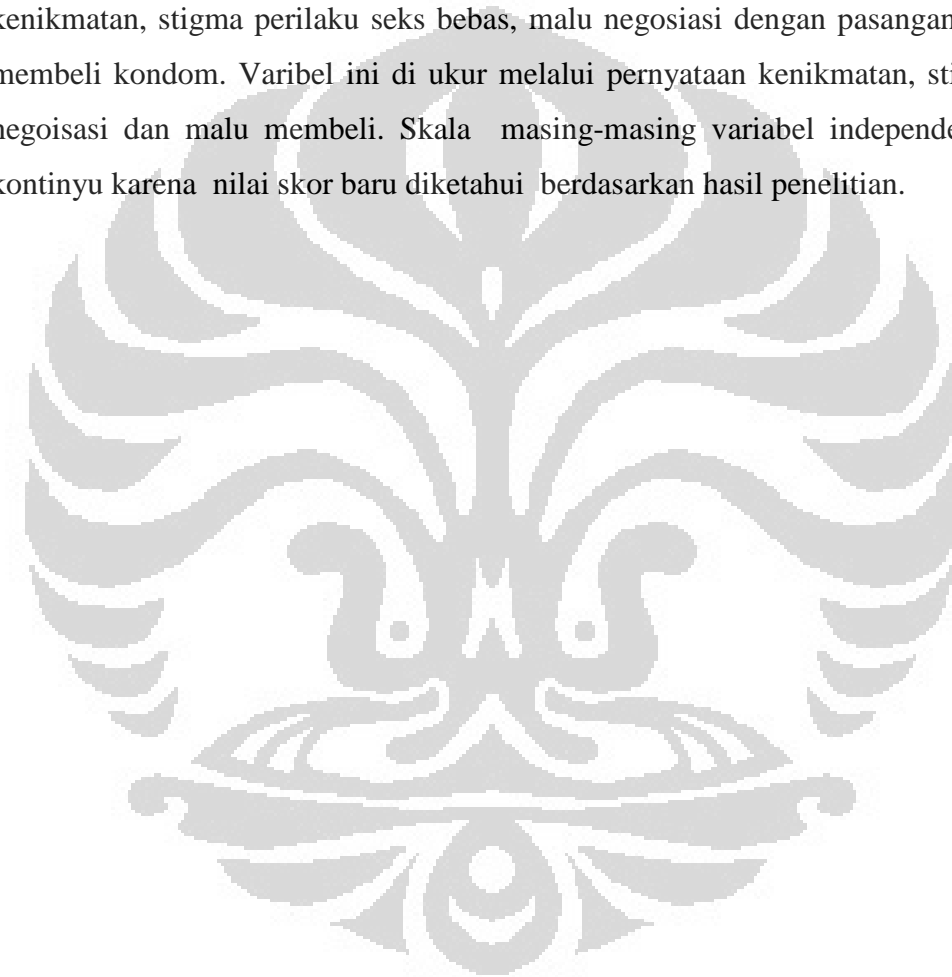 kenikmatan, stigma perilaku seks bebas, malu negosiasi dengan pasangan
membeli kondom. Varibel ini di ukur melalui pernyataan kenikmatan, sti
negoisasi dan malu membeli. Skala masing-masing variabel independe
kontinyu karena nilai skor baru diketahui berdasarkan hasil penelitian.